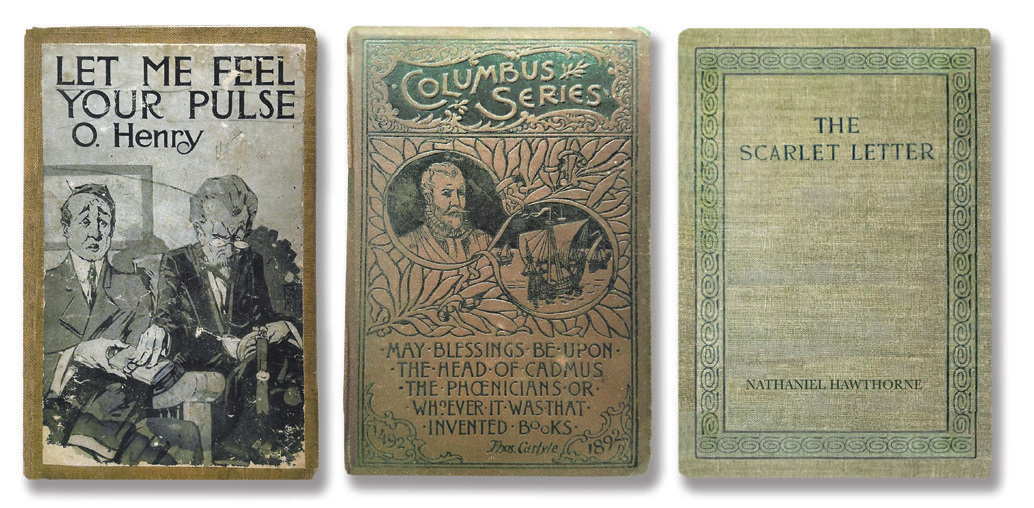 LET ME FEEL
YOUR PULSE
O. Henry
COLUMBUS
SERIES
MAY·BLESSINGS·BE·UPON·
THE·HEAD·OF·CADMUS
·THE·PHŒNICIANS·OR·
WHOEVER·IT·WAS·THAT·
·INVENTED·BOOKS·
Thos. Carlyle
1492
1892
THE
SCARLET LETTER
NATHANIEL HAWTHORNE